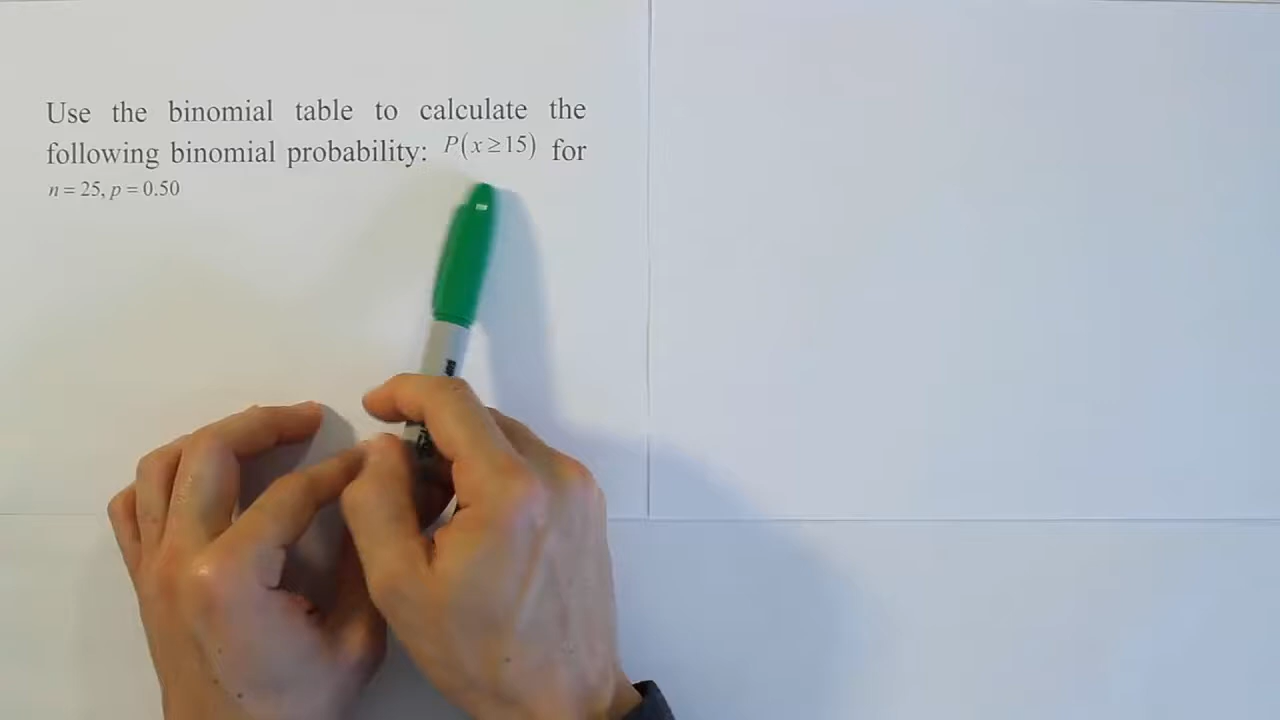 Use the binomial table to calculate the
following binomial probability: P(x≥15) for
n = 25, p = 0.50